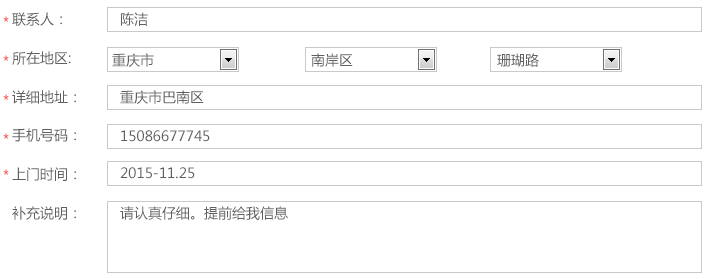 * 联系人： 陈洁
* 所在地区: 重庆市 南岸区 珊瑚路
* 详细地址： 重庆市巴南区
* 手机号码： 15086677745
* 上门时间： 2015-11.25
补充说明： 请认真仔细。提前给我信息